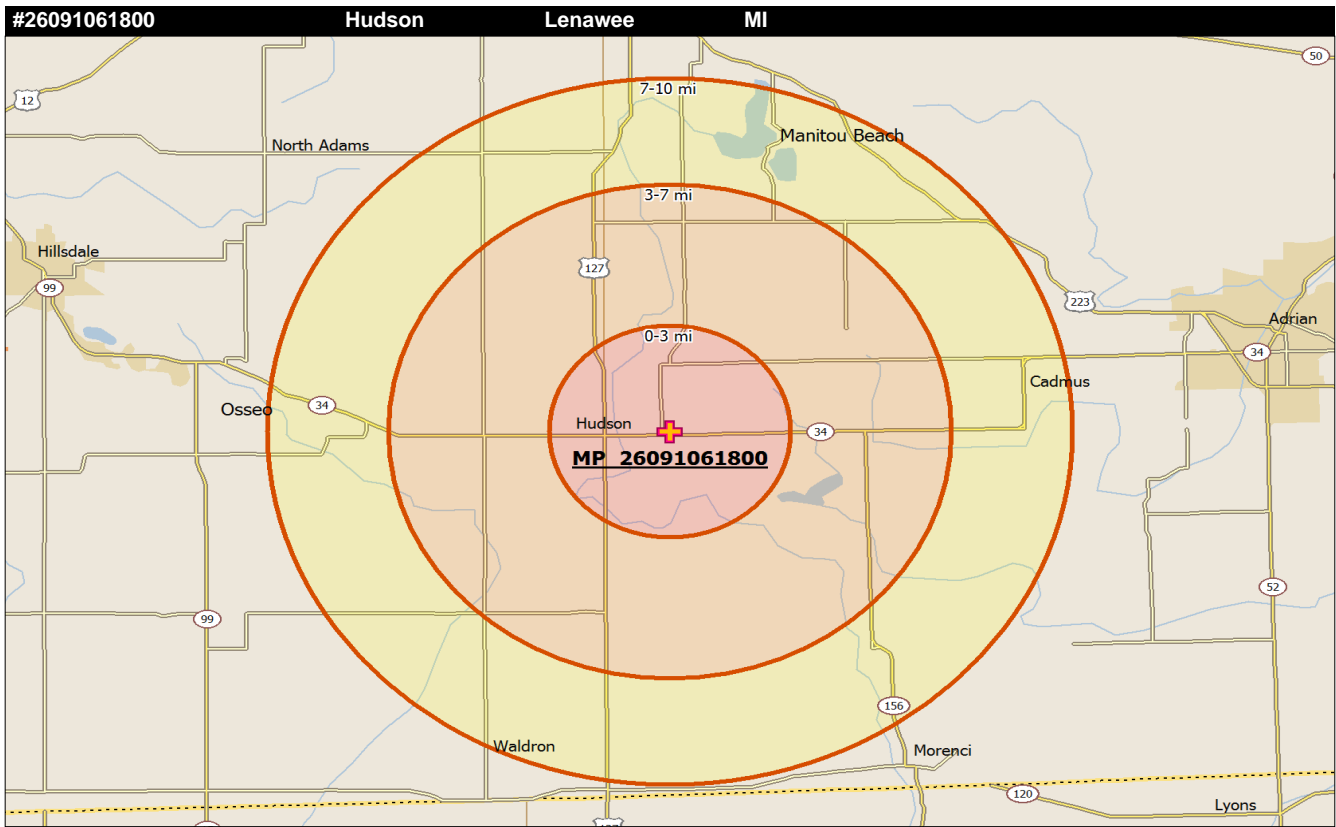 #26091061800 Hudson Lenawee MI
50
7-10 mi
12
Manitou Beach
North Adams
3-7 mi
Hillsdale
127
99
223
Adrian
0-3 mi
34
Cadmus
Osseo
34
Hudson
34
MP 26091061800
52
99
156
Waldron
Morenci
120
Lyons